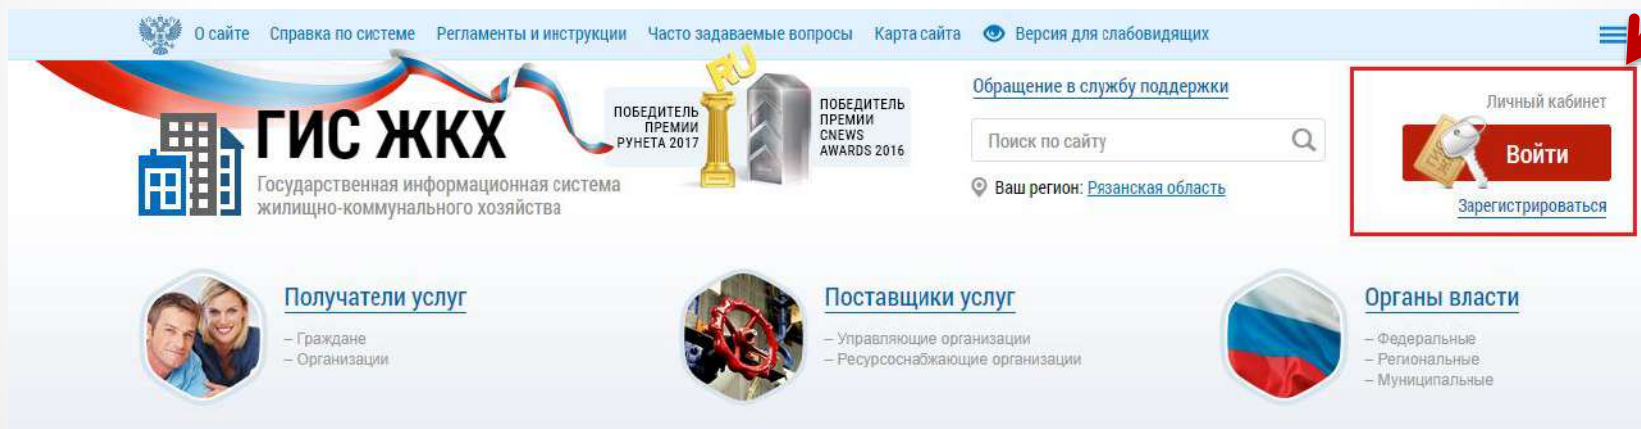 О сайте Справка по системе Регламенты и инструкции Часто задаваемые вопросы Карта сайта Версия для слабовидящих
ГИС ЖКХ
Государственная информационная система
жилищно-коммунального хозяйства
ПОБЕДИТЕЛЬ
ПРЕМИИ
РУНЕТА 2017
RU
ПОБЕДИТЕЛЬ
ПРЕМИИ
CNEWS
AWARDS 2016
Обращение в службу поддержки
Поиск по сайту
Ваш регион: Рязанская область
Личный кабинет
Войти
Зарегистрироваться
Получатели услуг
– Граждане
– Организации
Поставщики услуг
– Управляющие организации
– Ресурсоснабжающие организации
Органы власти
– Федеральные
– Региональные
– Муниципальные